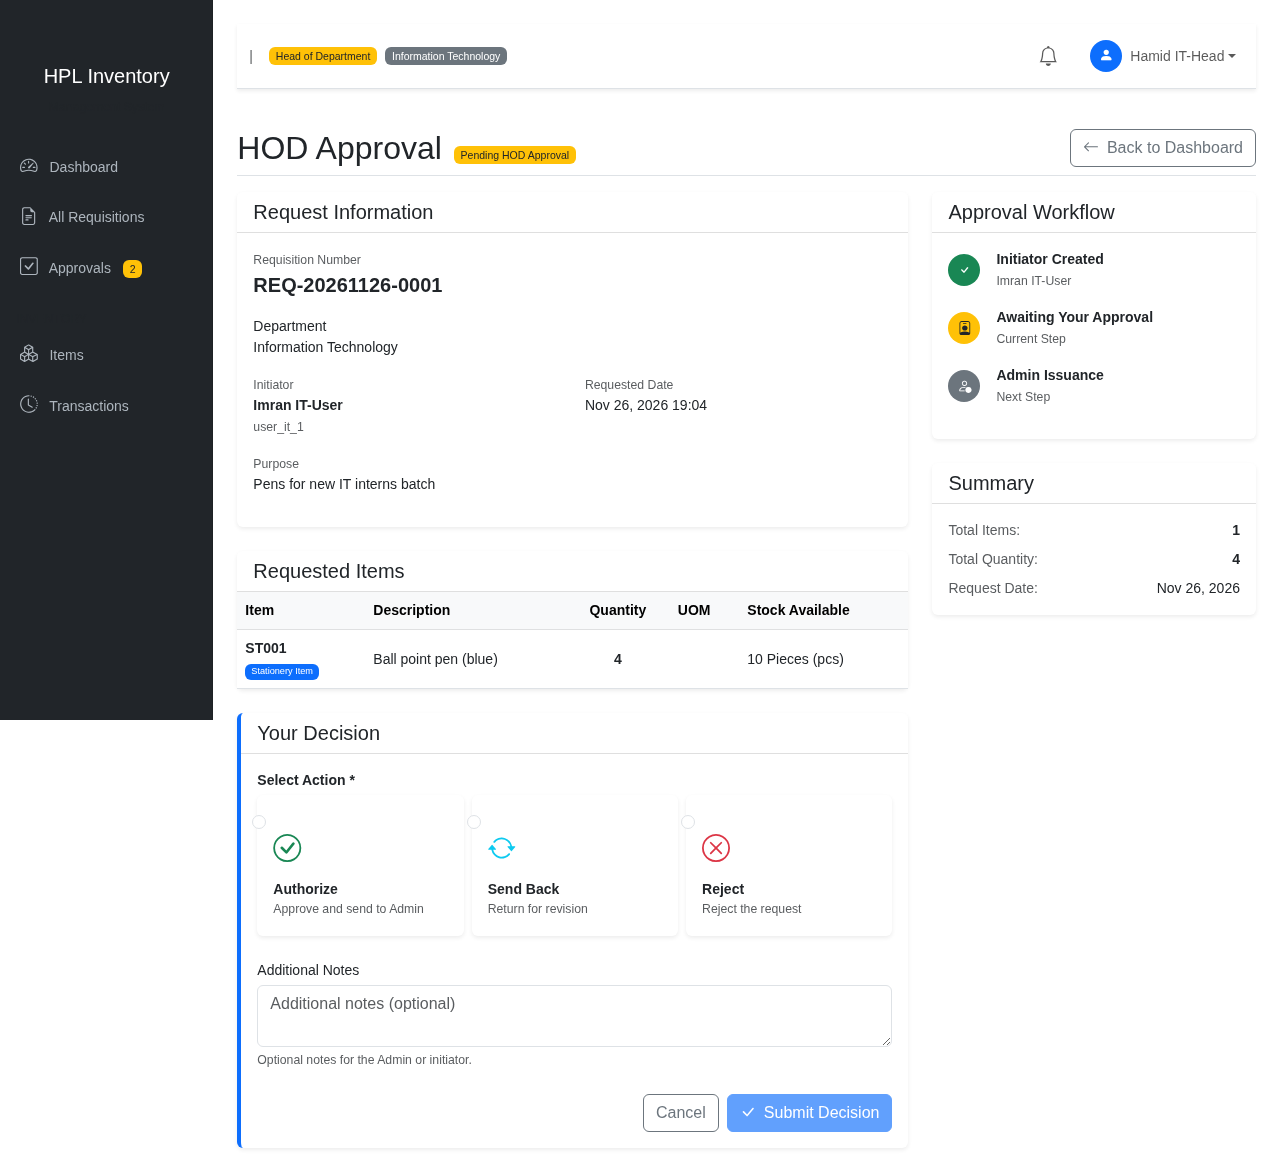 HPL Inventory
Dashboard
All Requisitions
Approvals 2
Items
Transactions
| Head of Department Information Technology
Hamid IT-Head
HOD Approval Pending HOD Approval
Back to Dashboard
Request Information
Requisition Number
REQ-20261126-0001
Department
Information Technology
Initiator Requested Date
Imran IT-User Nov 26, 2026 19:04
user_it_1
Purpose
Pens for new IT interns batch
Requested Items
Item Description Quantity UOM Stock Available
ST001
Stationery Item
Ball point pen (blue) 4 10 Pieces (pcs)
Your Decision
Select Action *
Authorize
Approve and send to Admin
Send Back
Return for revision
Reject
Reject the request
Additional Notes
Additional notes (optional)
Optional notes for the Admin or initiator.
Cancel Submit Decision
Approval Workflow
Initiator Created
Imran IT-User
Awaiting Your Approval
Current Step
Admin Issuance
Next Step
Summary
Total Items: 1
Total Quantity: 4
Request Date: Nov 26, 2026